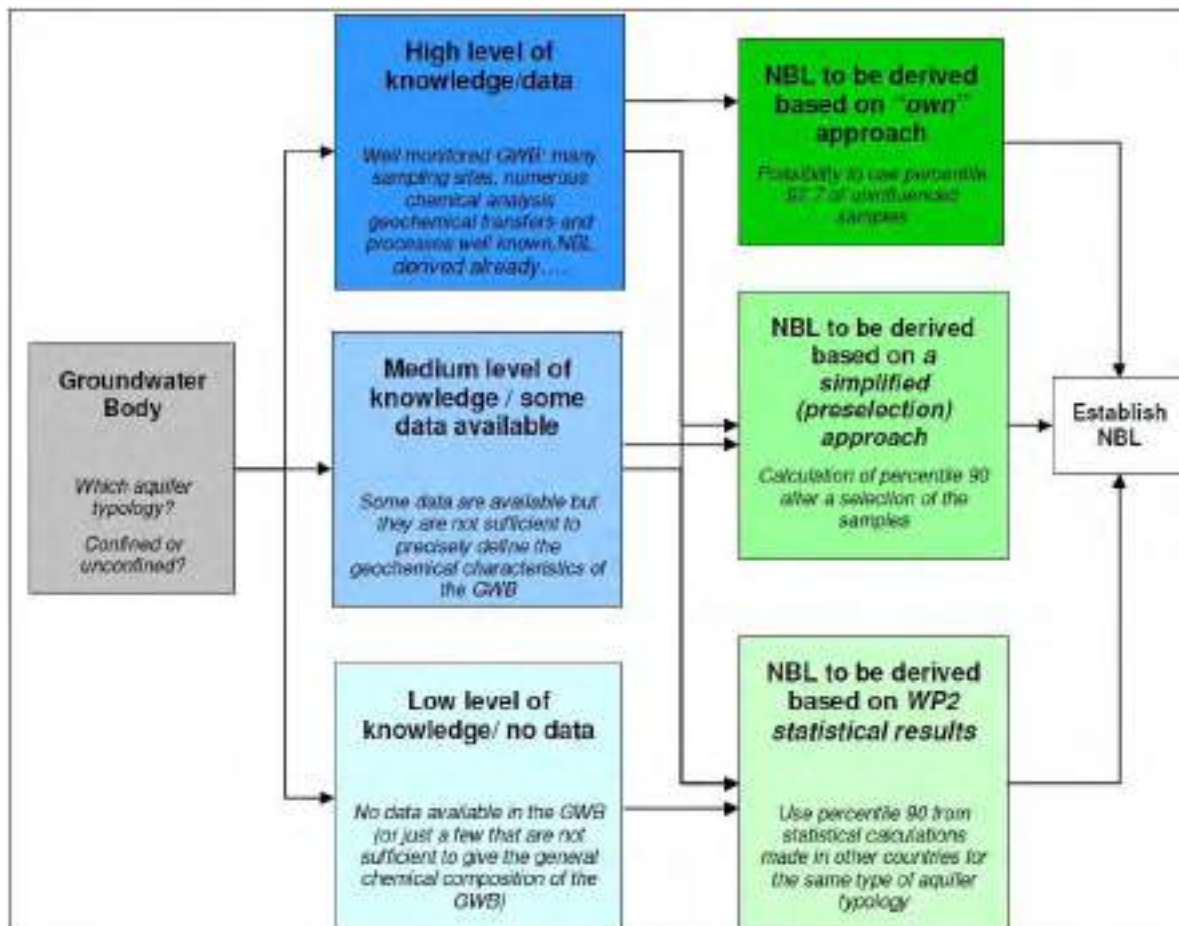 High level of
knowledge/data
Well monitored GWB: many
sampling sites, numerous
chemical analysis
geochemical transfers and
processes well known, NBL
derived already.....
NBL to be derived
based on "own"
approach
Possibility to use percentile
97.7 of uninfluenced
samples
Groundwater
Body
Which aquifer
typology?
Confined or
unconfined?
Medium level of
knowledge / some
data available
Some data are available but
they are not sufficient to
precisely define the
geochemical characteristics of
the GWB
NBL to be derived
based on a
simplified
(preselection)
approach
Calculation of percentile 90
after a selection of the
samples
Establish
NBL
Low level of
knowledge/ no data
No data available in the GWB
(or just a few that are not
sufficient to give the general
chemical composition of the
GWB)
NBL to be derived
based on WP2
statistical results
Use percentile 90 from
statistical calculations
made in other countries for
the same type of aquifer
typology